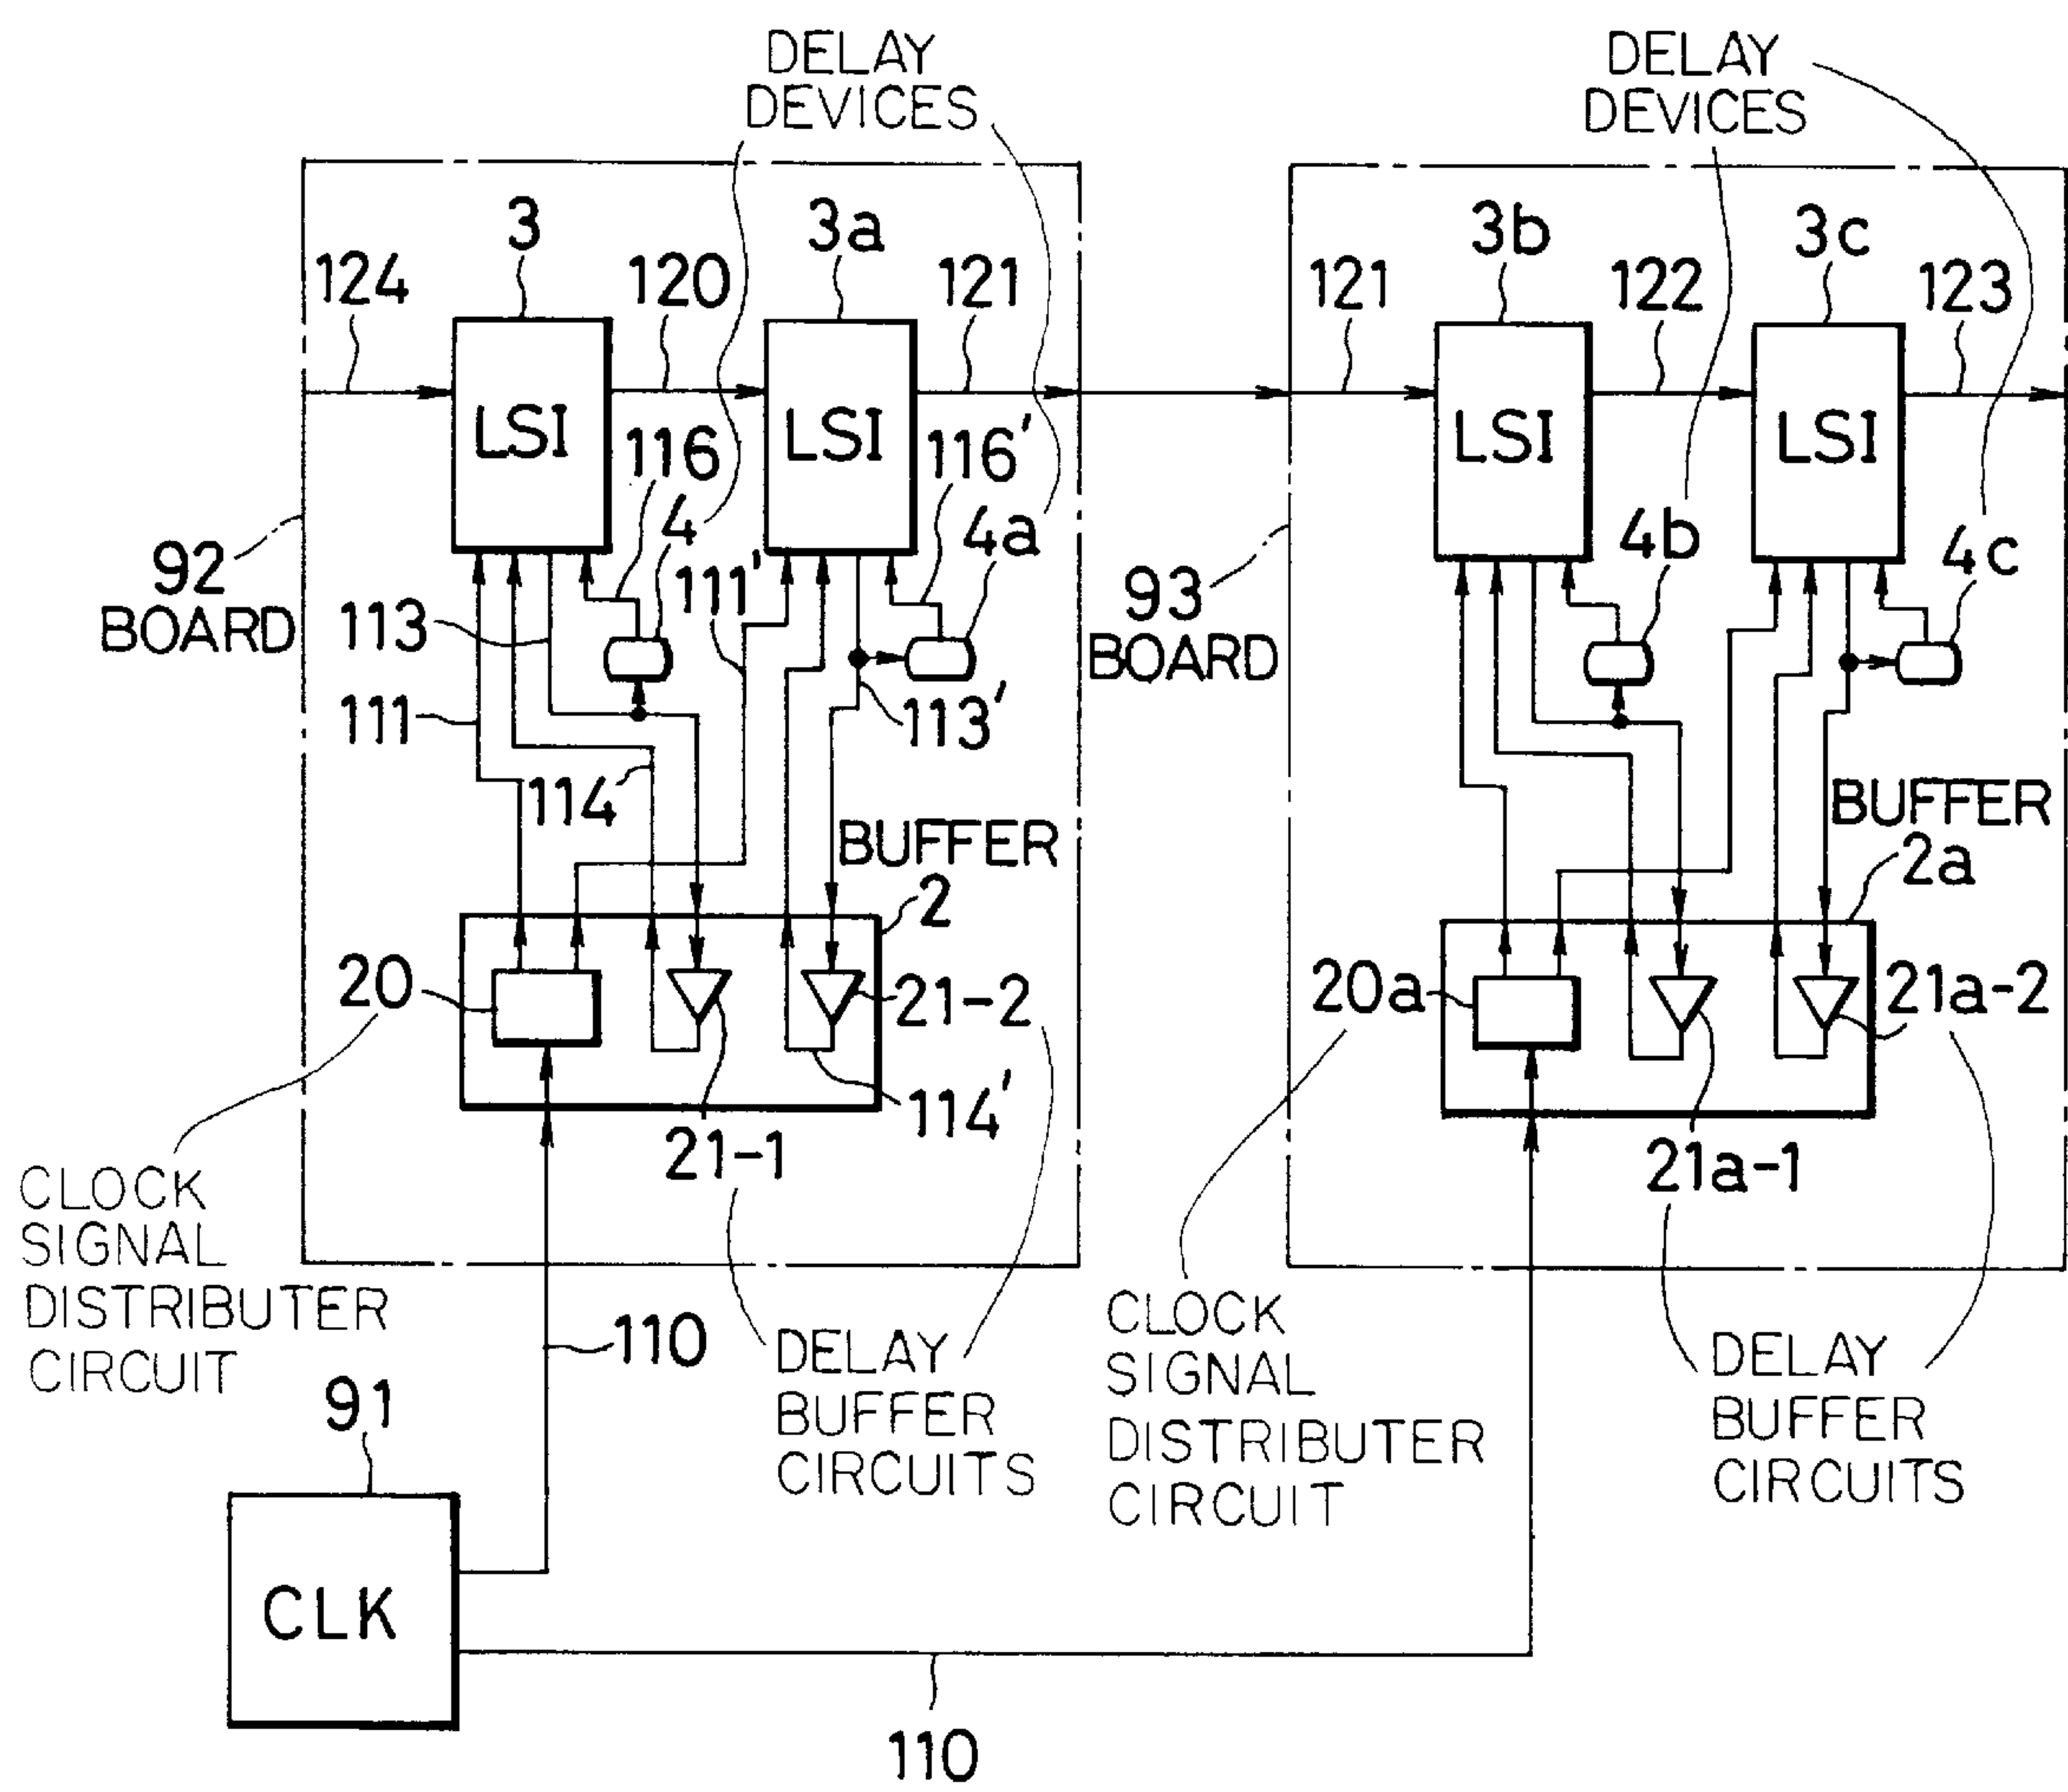 DELAY
DEVICES
DELAY
DEVICES
3
3a
3b
3c
124
120
121
121
122
123
LSI
LSI
LSI
LSI
116
116'
4
4a
4b
4c
92
BOARD
93
BOARD
113
111'
111
113'
114
BUFFER
2
BUFFER
2a
20
21-2
20a
21a-2
114'
21-1
21a-1
CLOCK
SIGNAL
DISTRIBUTER
CIRCUIT
110
DELAY
BUFFER
CIRCUITS
CLOCK
SIGNAL
DISTRIBUTER
CIRCUIT
DELAY
BUFFER
CIRCUITS
91
CLK
110